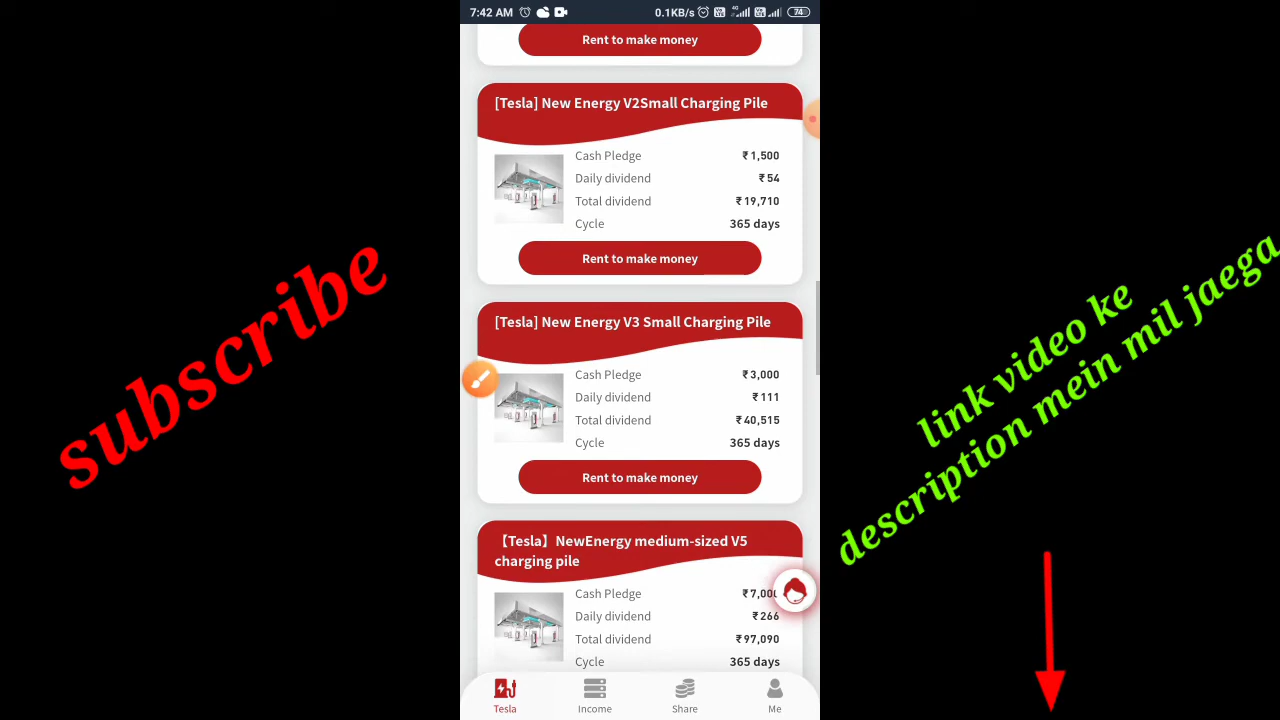 7:42 AM
0.1KB/s
4G
74
Rent to make money
[Tesla] New Energy V2Small Charging Pile
Cash Pledge ₹1,500
Daily dividend ₹54
Total dividend ₹19,710
Cycle 365 days
Rent to make money
[Tesla] New Energy V3 Small Charging Pile
Cash Pledge ₹3,000
Daily dividend ₹111
Total dividend ₹40,515
Cycle 365 days
Rent to make money
【Tesla】NewEnergy medium-sized V5
charging pile
Cash Pledge ₹7,000
Daily dividend ₹266
Total dividend ₹97,090
Cycle 365 days
Tesla Income Share Me
subscribe
link video ke
description mein mil jaega